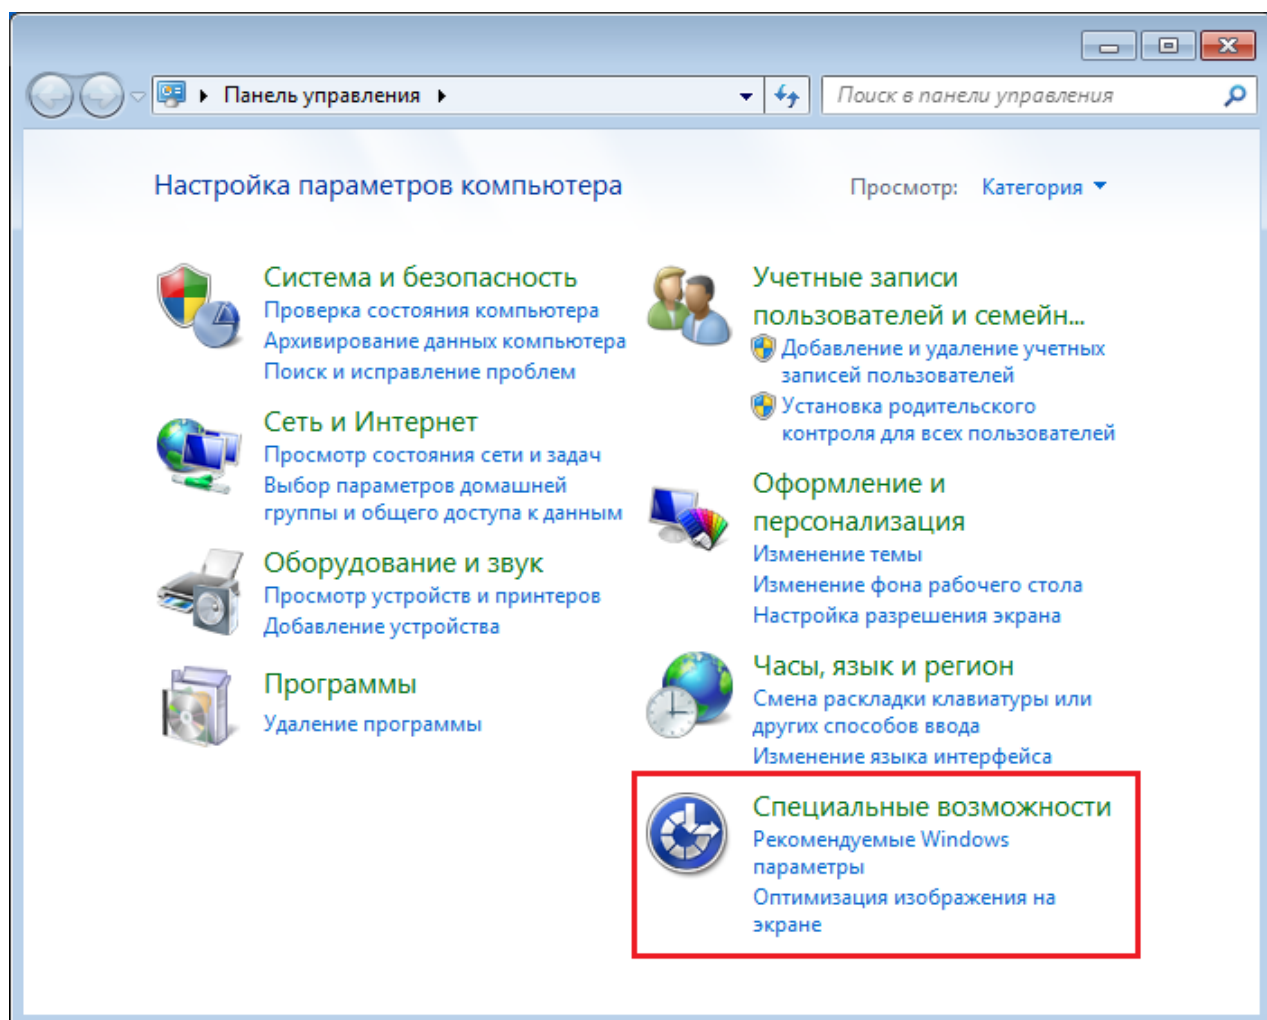 Панель управления
Поиск в панели управления
Настройка параметров компьютера
Просмотр: Категория
Система и безопасность
Проверка состояния компьютера
Архивирование данных компьютера
Поиск и исправление проблем
Сеть и Интернет
Просмотр состояния сети и задач
Выбор параметров домашней
группы и общего доступа к данным
Оборудование и звук
Просмотр устройств и принтеров
Добавление устройства
Программы
Удаление программы
Учетные записи
пользователей и семейн...
Добавление и удаление учетных
записей пользователей
Установка родительского
контроля для всех пользователей
Оформление и
персонализация
Изменение темы
Изменение фона рабочего стола
Настройка разрешения экрана
Часы, язык и регион
Смена раскладки клавиатуры или
других способов ввода
Изменение языка интерфейса
Специальные возможности
Рекомендуемые Windows
параметры
Оптимизация изображения на
экране